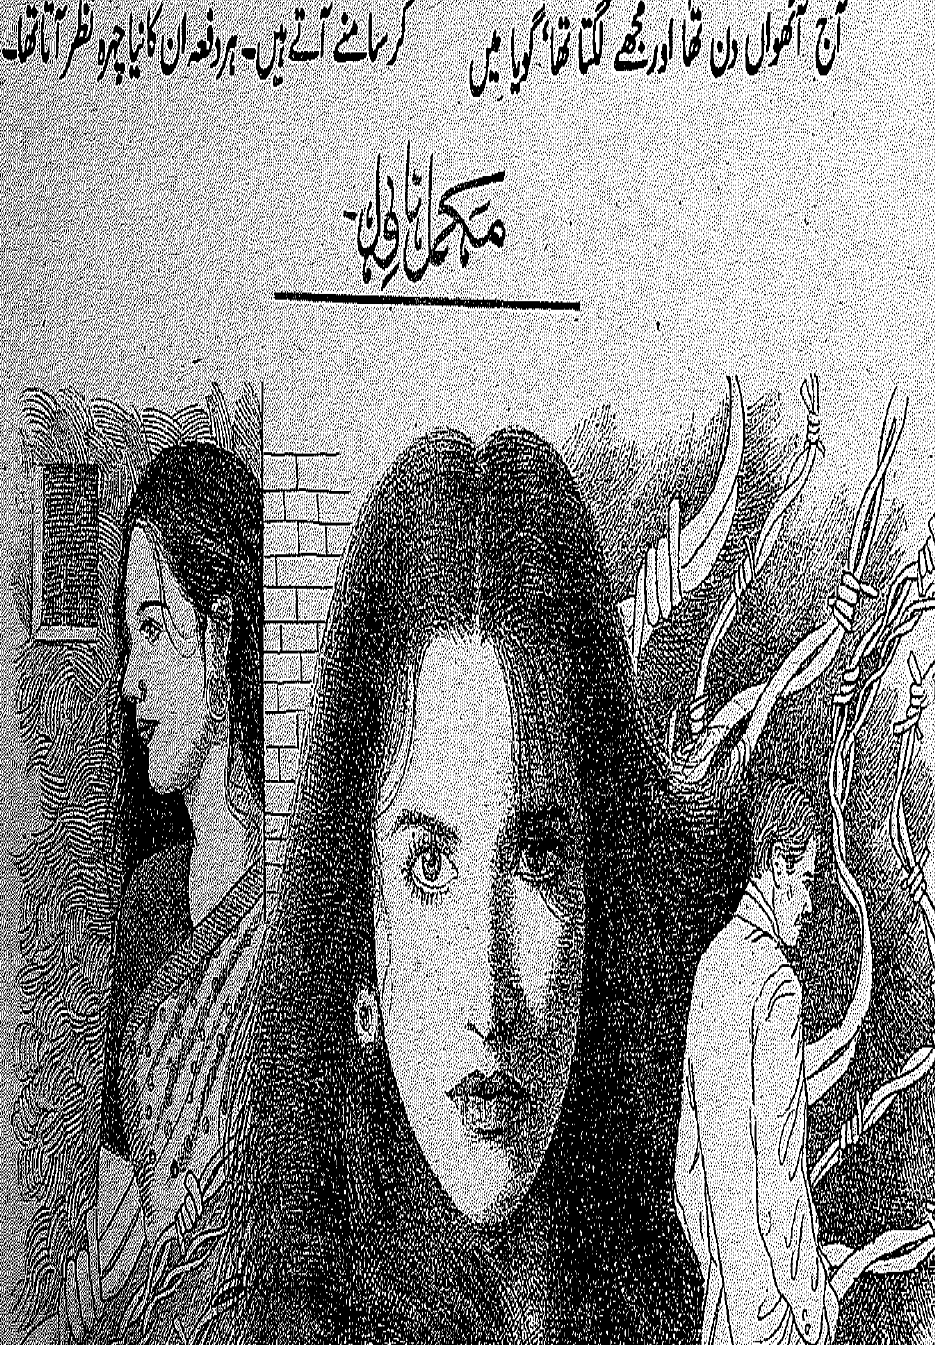 آج آٹھواں دن تھا اور مجھے لگتا تھا، گویا میں
کر سامنے آتے ہیں۔ ہر دفعہ ان کا نیا چہرہ نظر آتا تھا۔
مکمل ناول